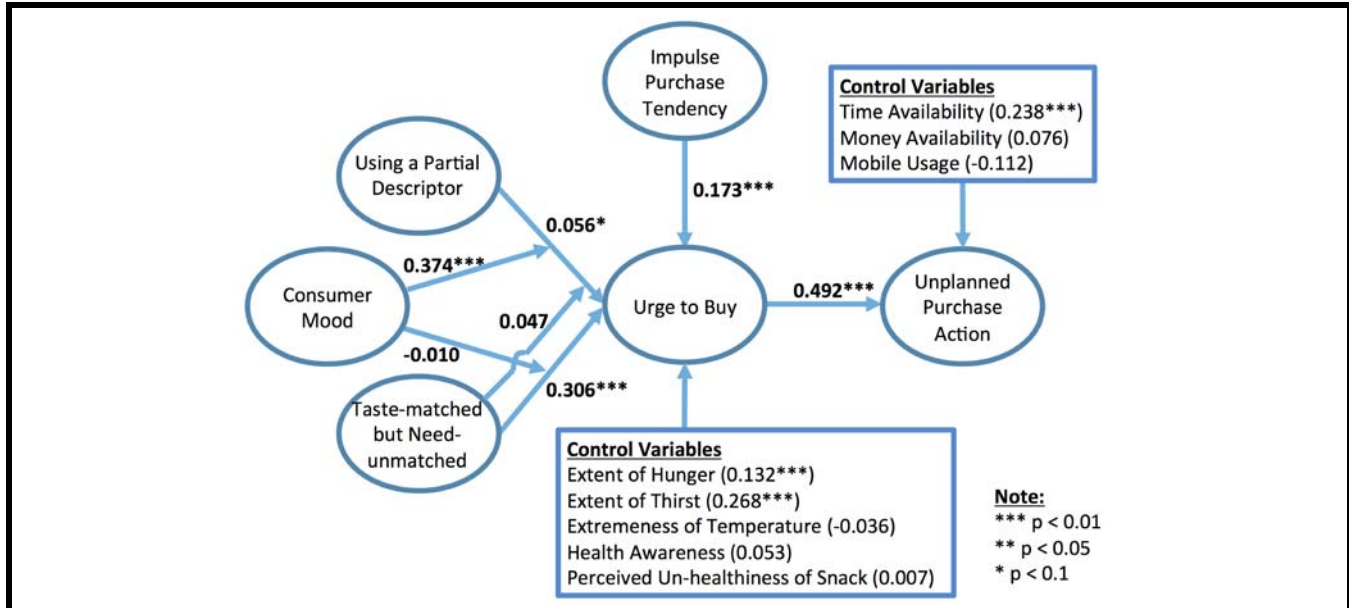 Impulse
Purchase
Tendency
Control Variables
Time Availability (0.238***)
Money Availability (0.076)
Mobile Usage (-0.112)
Using a Partial
Descriptor
0.056*
0.173***
0.374***
Consumer
Mood
Urge to Buy
0.492***
Unplanned
Purchase
Action
0.047
-0.010
0.306***
Taste-matched
but Need-
unmatched
Control Variables
Extent of Hunger (0.132***)
Extent of Thirst (0.268***)
Extremeness of Temperature (-0.036)
Health Awareness (0.053)
Perceived Un-healthiness of Snack (0.007)
Note:
*** p < 0.01
** p < 0.05
* p < 0.1